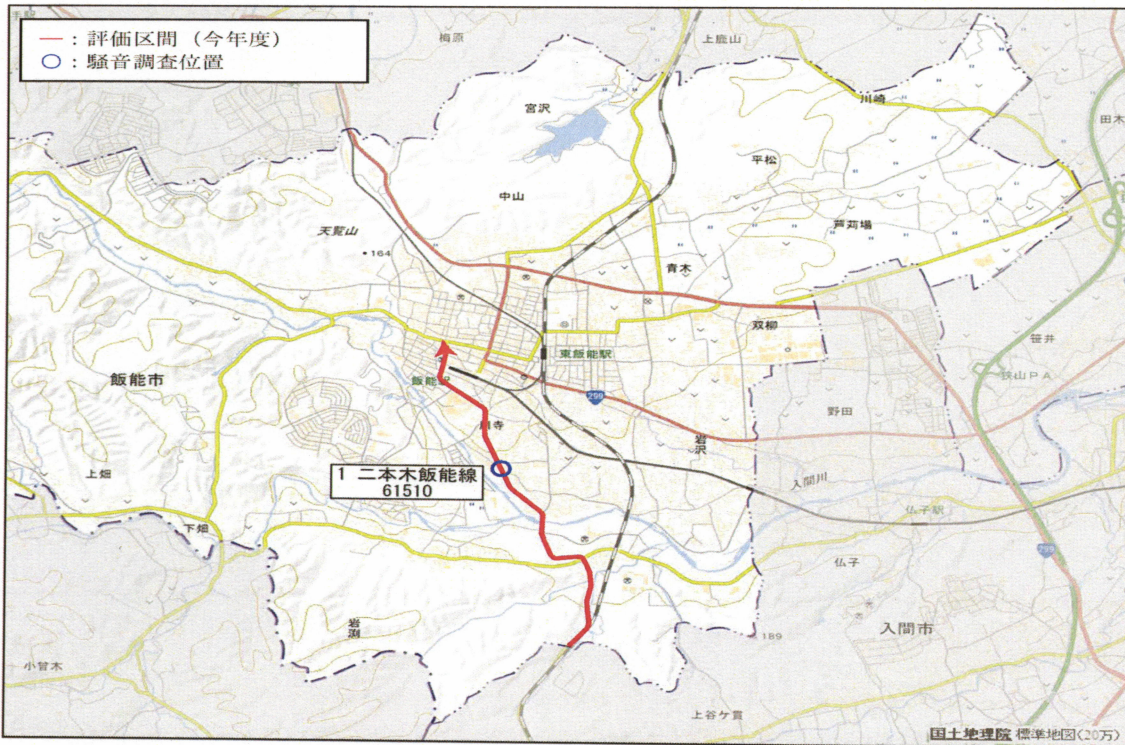 ― : 評価区間 (今年度)
○ : 騒音調査位置
梅原
上鹿山
川崎
田木
宮沢
平松
中山
芦苅場
天覧山
・164
青木
双柳
笹井
東飯能駅
狭山PA
飯能市
299
野田
川寺
岩沢
1 二本木飯能線
61510
上畑
入間川
仏子駅
下畑
299
仏子
岩渕
入間市
189
小曾木
上谷ケ貫
国土地理院 標準地図(20万)